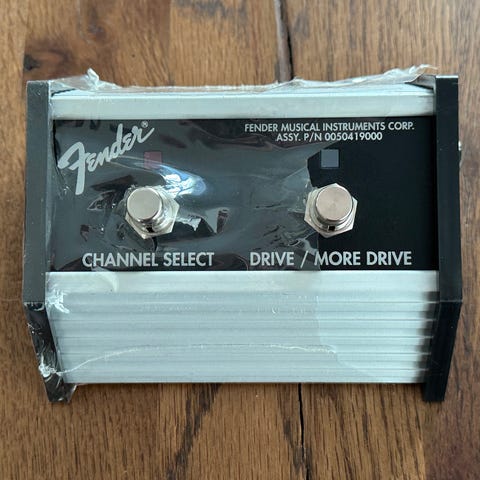 Fender®
FENDER MUSICAL INSTRUMENTS CORP.
ASSY. P/N 0050419000
CHANNEL SELECT
DRIVE / MORE DRIVE